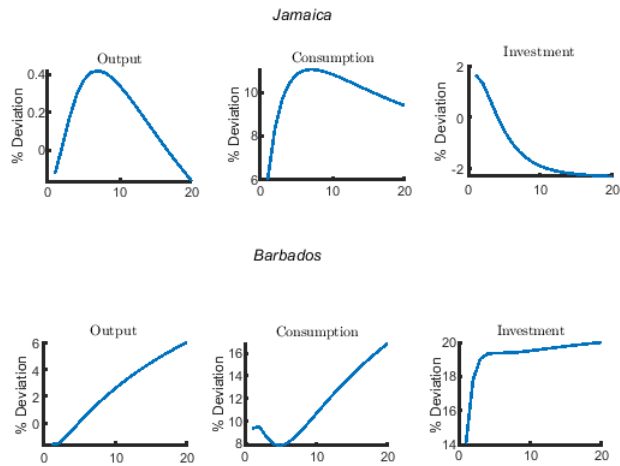 Jamaica
Output
Consumption
Investment
% Deviation
0.4
0.2
0
0
10
20
% Deviation
10
8
6
0
10
20
% Deviation
2
0
-2
0
10
20
Barbados
Output
Consumption
Investment
% Deviation
6
4
2
0
0
10
20
% Deviation
16
14
12
10
8
0
10
20
% Deviation
20
18
16
14
0
10
20